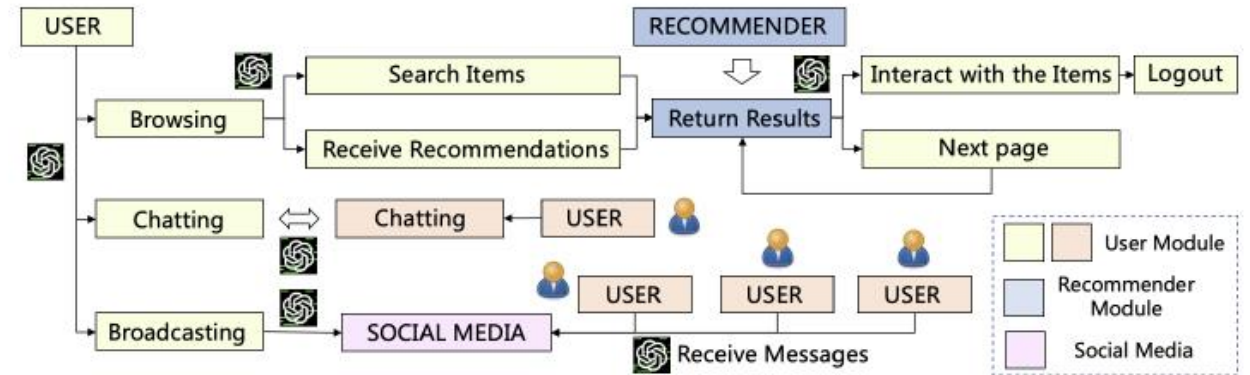 USER
RECOMMENDER
Search Items
Interact with the Items
Logout
Browsing
Return Results
Receive Recommendations
Next page
Chatting
Chatting
USER
User Module
USER
USER
USER
Recommender
Module
Broadcasting
SOCIAL MEDIA
Receive Messages
Social Media